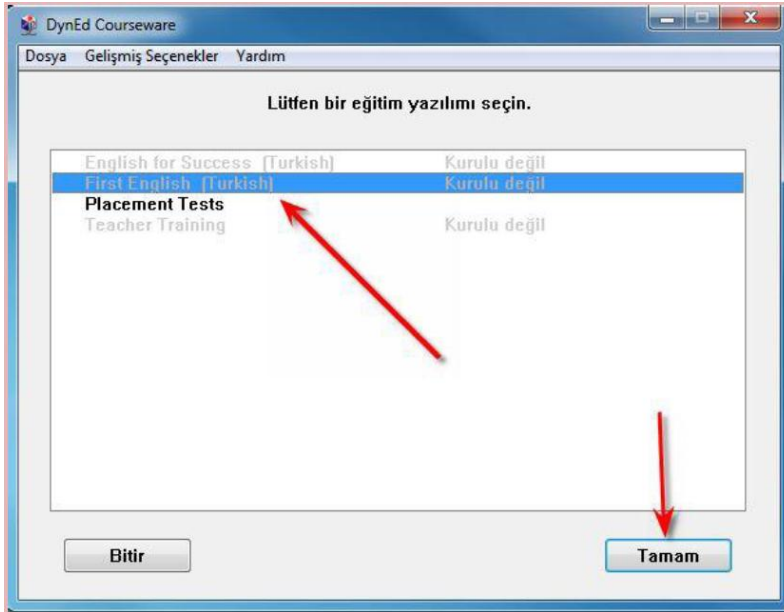 DynEd Courseware
Dosya Gelişmiş Seçenekler Yardım
Lütfen bir eğitim yazılımı seçin.
English for Success (Turkish) Kurulu değil
First English (Turkish) Kurulu değil
Placement Tests
Teacher Training Kurulu değil
Bitir Tamam